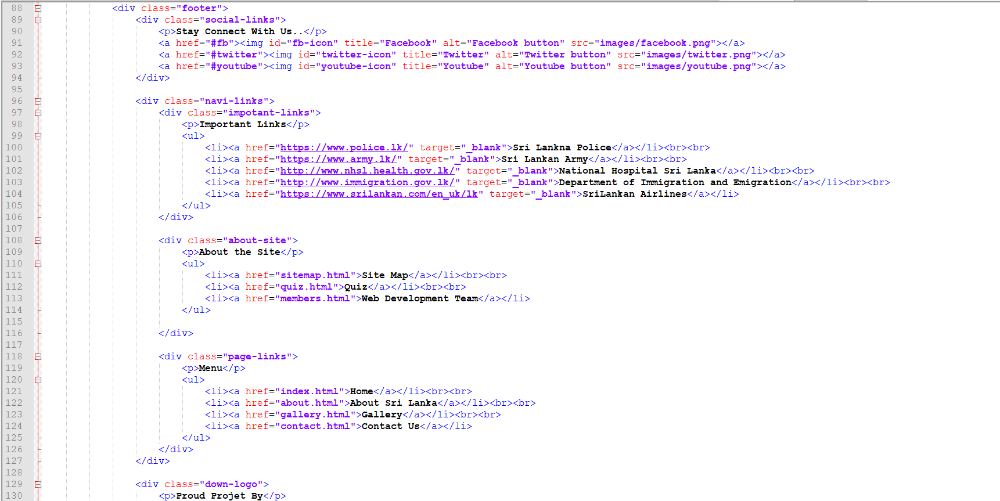 88 <div class="footer">
89 <div class="social-links">
90 <p>Stay Connect With Us..</p>
91 <a href="#fb"><img id="fb-icon" title="Facebook" alt="Facebook button" src="images/facebook.png"></a>
92 <a href="#twitter"><img id="twitter-icon" title="Twitter" alt="Twitter button" src="images/twitter.png"></a>
93 <a href="#youtube"><img id="youtube-icon" title="Youtube" alt="Youtube button" src="images/youtube.png"></a>
94 </div>
95
96 <div class="navi-links">
97 <div class="impotant-links">
98 <p>Important Links</p>
99 <ul>
100 <li><a href="https://www.police.lk/" target="_blank">Sri Lankna Police</a></li><br><br>
101 <li><a href="https://www.army.lk/" target="_blank">Sri Lankan Army</a></li><br><br>
102 <li><a href="http://www.nhsl.health.gov.lk/" target="_blank">National Hospital Sri Lanka</a></li><br><br>
103 <li><a href="http://www.immigration.gov.lk/" target="_blank">Department of Immigration and Emigration</a></li><br><br>
104 <li><a href="https://www.srilankan.com/en_uk/lk" target="_blank">SriLankan Airlines</a></li>
105 </ul>
106 </div>
107
108 <div class="about-site">
109 <p>About the Site</p>
110 <ul>
111 <li><a href="sitemap.html">Site Map</a></li><br><br>
112 <li><a href="quiz.html">Quiz</a></li><br><br>
113 <li><a href="members.html">Web Development Team</a></li>
114 </ul>
115
116 </div>
117
118 <div class="page-links">
119 <p>Menu</p>
120 <ul>
121 <li><a href="index.html">Home</a></li><br><br>
122 <li><a href="about.html">About Sri Lanka</a></li><br><br>
123 <li><a href="gallery.html">Gallery</a></li><br><br>
124 <li><a href="contact.html">Contact Us</a></li>
125 </ul>
126 </div>
127 </div>
128
129 <div class="down-logo">
130 <p>Proud Projet By</p>